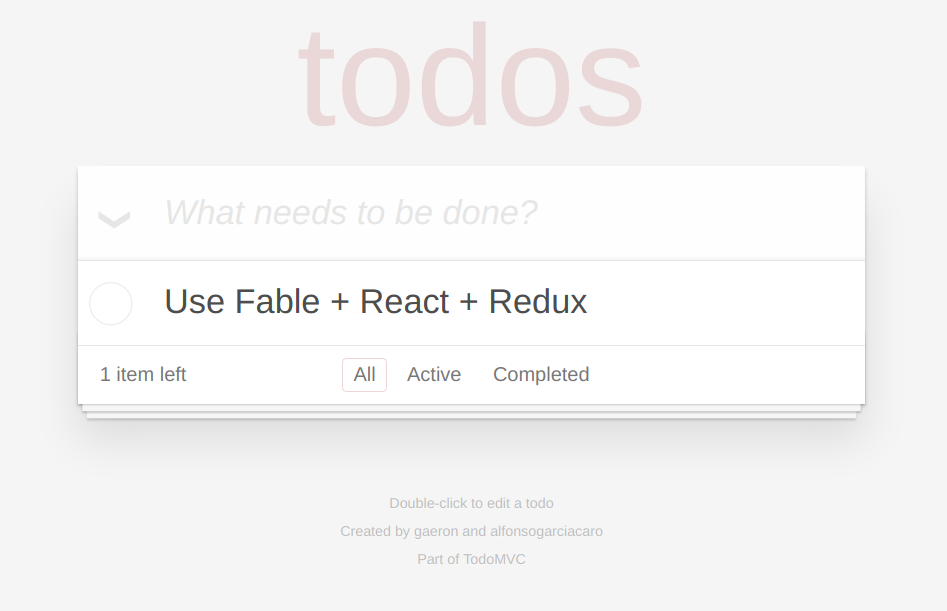 todos
What needs to be done?
Use Fable + React + Redux
1 item left All Active Completed
Double-click to edit a todo
Created by gaeron and alfonsogarciacaro
Part of TodoMVC